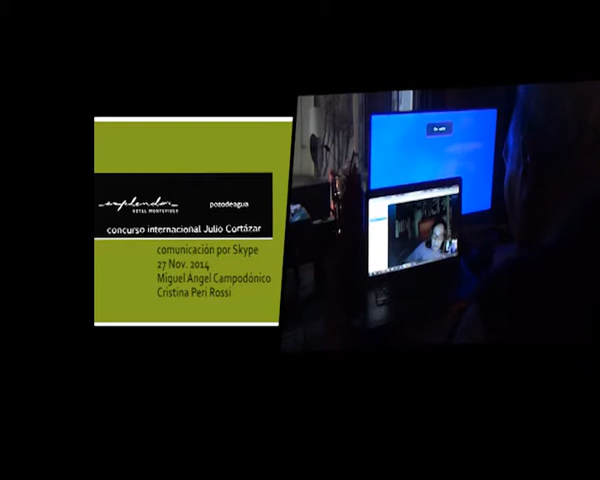 esplendor
HOTEL MONTEVIDEO
pozodeagua
concurso internacional Julio Cortázar
comunicación por Skype
27 Nov. 2014
Miguel Angel Campodónico
Cristina Peri Rossi